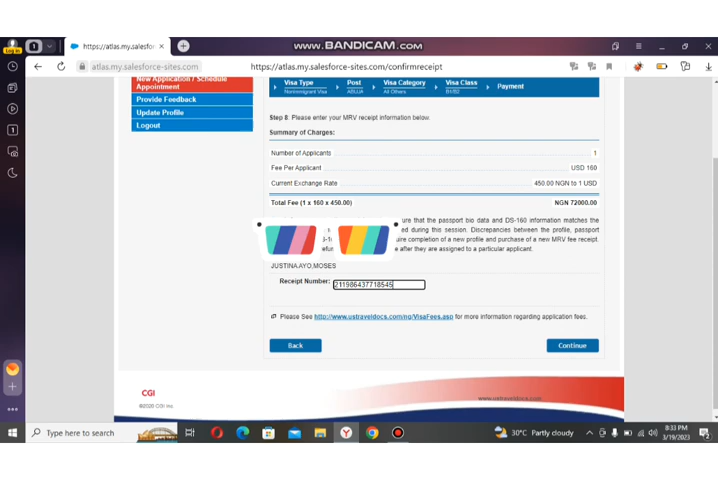 WWW.BANDICAM.COM
Log in
1
https://atlas.my.salesfor
atlas.my.salesforce-sites.com
https://atlas.my.salesforce-sites.com/confirmreceipt
New Application / Schedule
Appointment
Provide Feedback
Update Profile
Logout
Visa Type
Nonimmigrant Visa
Post
ABUJA
Visa Category
All Others
Visa Class
B1/B2
Payment
Step 8: Please enter your MRV receipt information below.
Summary of Charges:
Number of Applicants 1
Fee Per Applicant USD 160
Current Exchange Rate 450.00 NGN to 1 USD
Total Fee (1 x 160 x 450.00) NGN 72000.00
ure that the passport bio data and DS-160 information matches the
ed during this session. Discrepancies between the profile, passport
uire completion of a new profile and purchase of a new MRV fee receipt.
e after they are assigned to a particular applicant.
JUSTINA AYO,MOSES
Receipt Number: 211986437718545
Please See http://www.ustraveldocs.com/ng/VisaFees.asp for more information regarding application fees.
Back
Continue
CGI
©2020 CGI Inc.
www.ustraveldocs.com
Type here to search
30°C Partly cloudy
8:33 PM
3/19/2023
2